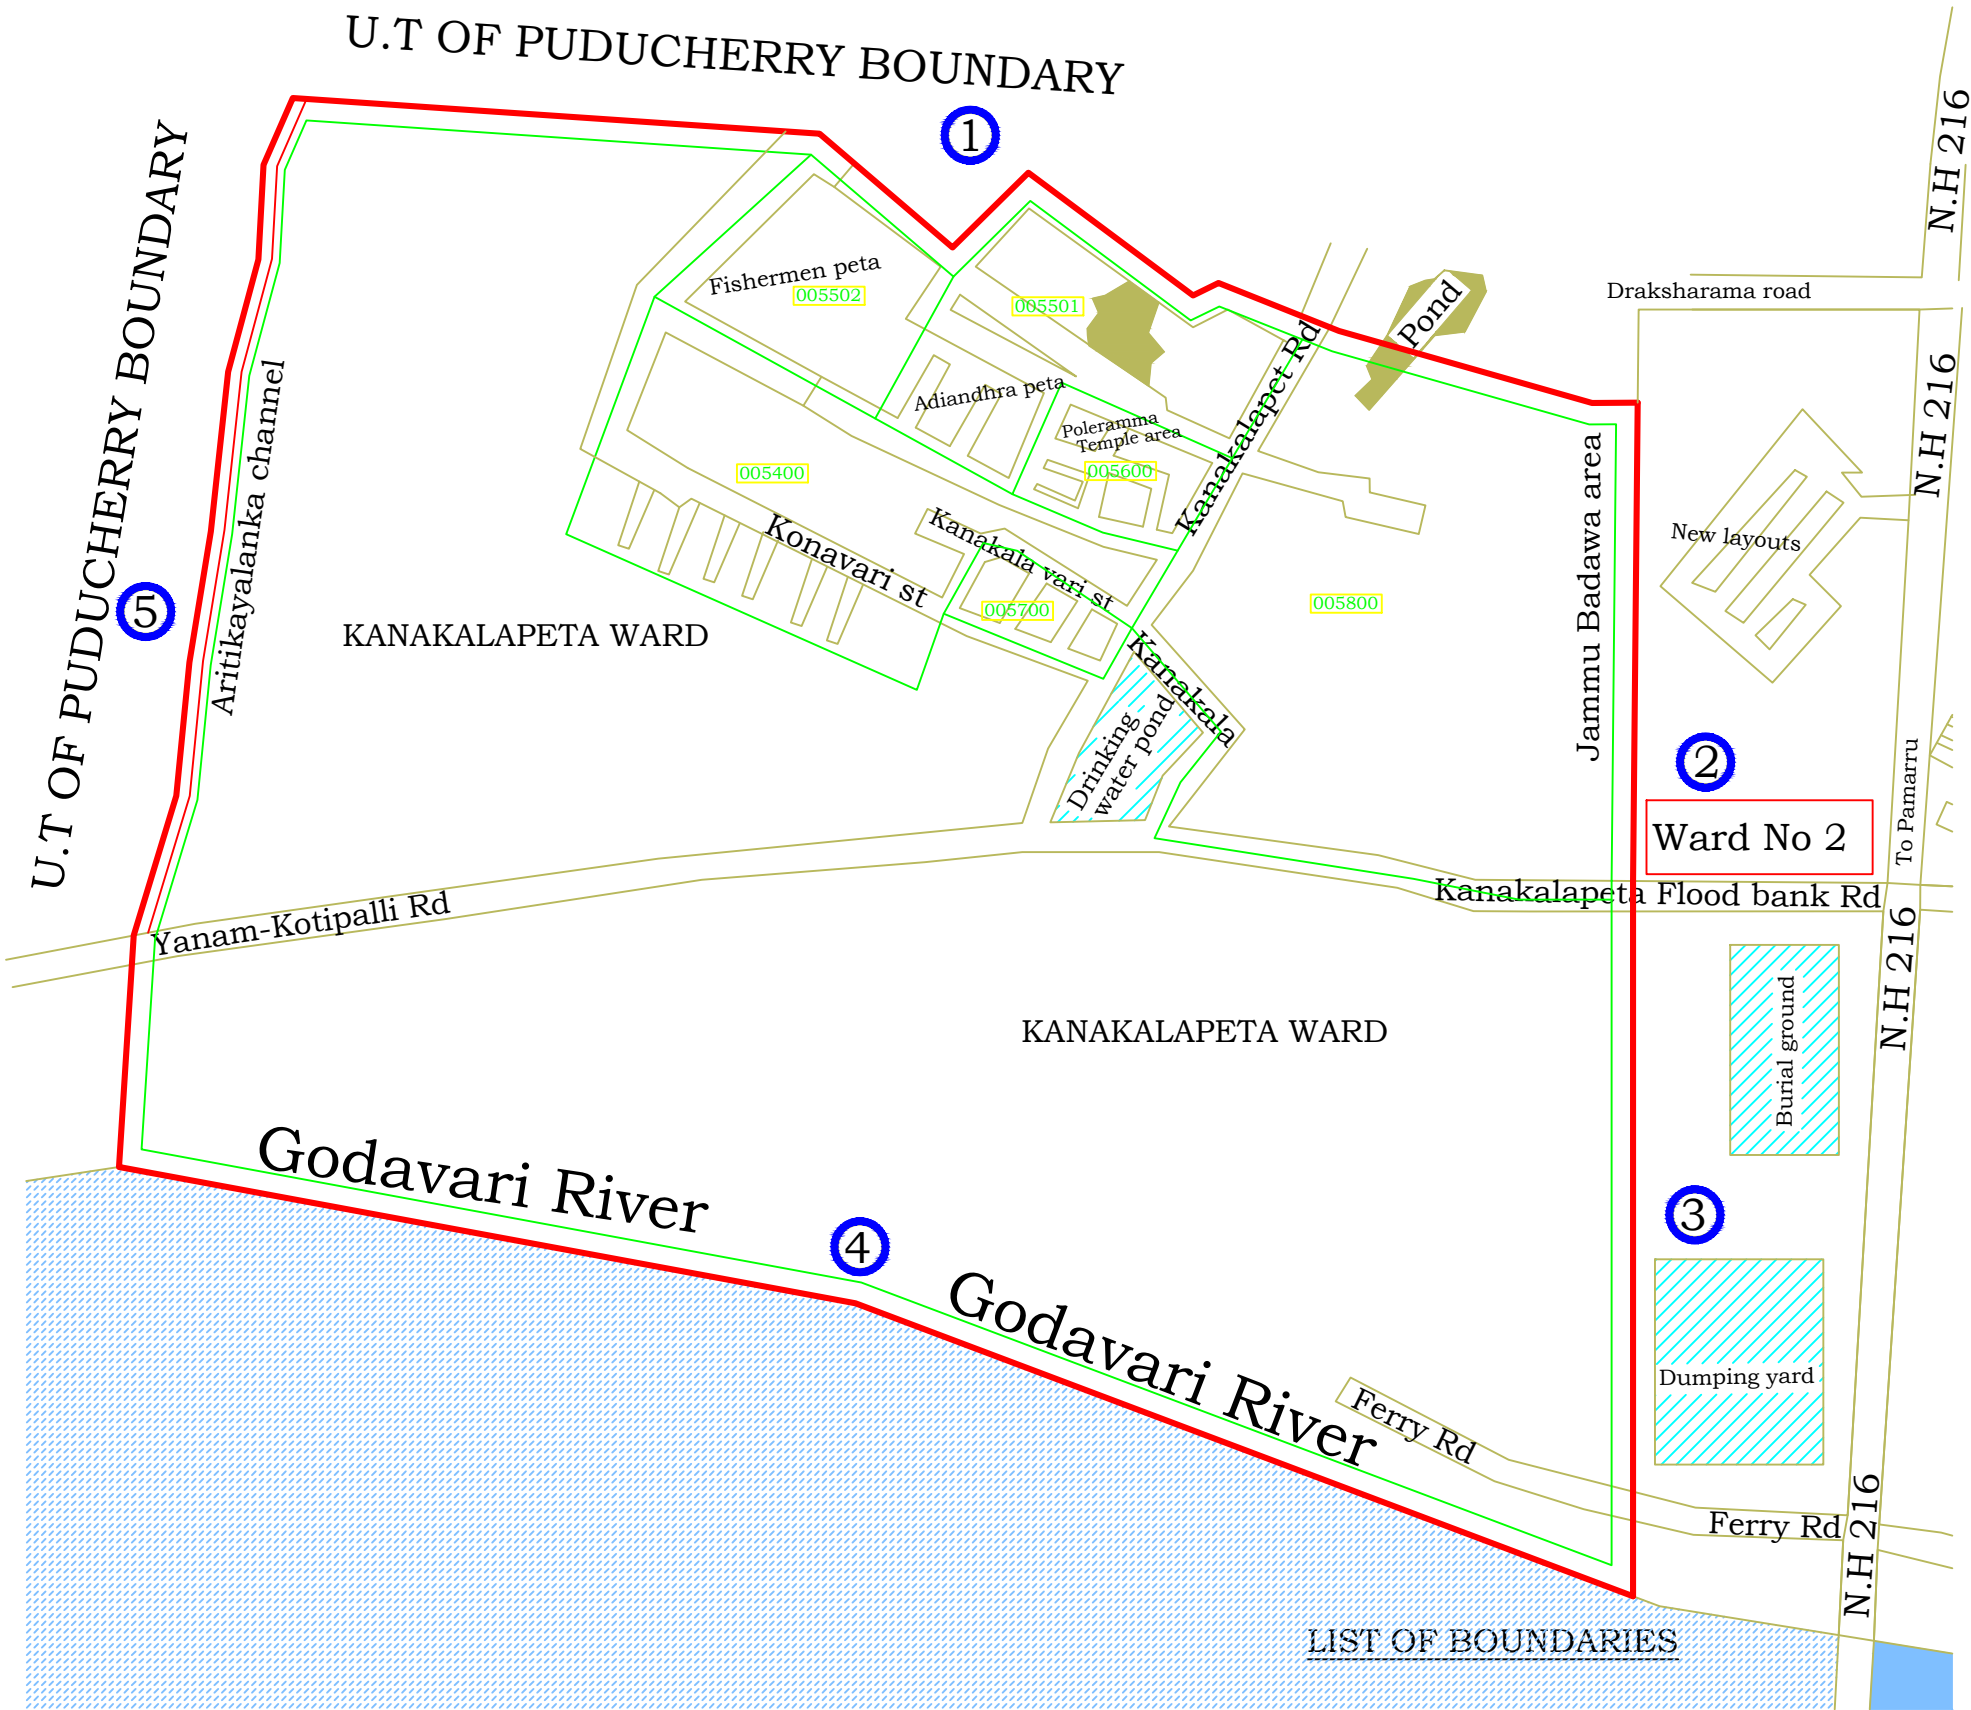 U.T OF PUDUCHERRY BOUNDARY
1
N.H 216
U.T OF PUDUCHERRY BOUNDARY
Fishermen peta
005502
005501
Pond
Draksharama road
Kanakalapet Rd
N.H 216
Adiandhra peta
Poleramma
Temple area
005600
005400
Aritikayalanka channel
Jammu Badawa area
Konavari st
Kanakala vari st
New layouts
005700
005800
5
KANAKALAPETA WARD
Kanakala
Drinking
water pond
2
To Pamarru
Ward No 2
Kanakalapeta Flood bank Rd
Yanam-Kotipalli Rd
N.H 216
KANAKALAPETA WARD
Burial ground
Godavari River
3
4
Godavari River
Dumping yard
Ferry Rd
Ferry Rd
N.H 216
LIST OF BOUNDARIES